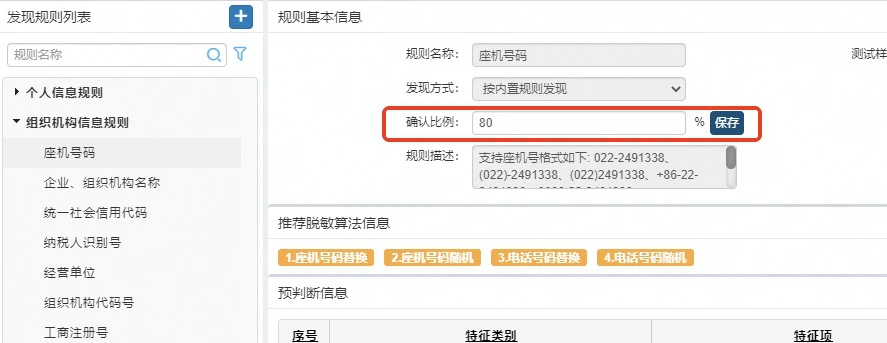 发现规则列表
规则名称
个人信息规则
组织机构信息规则
座机号码
企业、组织机构名称
统一社会信用代码
纳税人识别号
经营单位
组织机构代码号
工商注册号
规则基本信息
规则名称： 座机号码 测试样
发现方式： 按内置规则发现
确认比例： 80 % 保存
规则描述： 支持座机号格式如下: 022-2491338、
(022)-2491338、(022)2491338、+86-22-
推荐脱敏算法信息
1.座机号码替换 2.座机号码随机 3.电话号码替换 4.电话号码随机
预判断信息
序号 特征类别 特征项